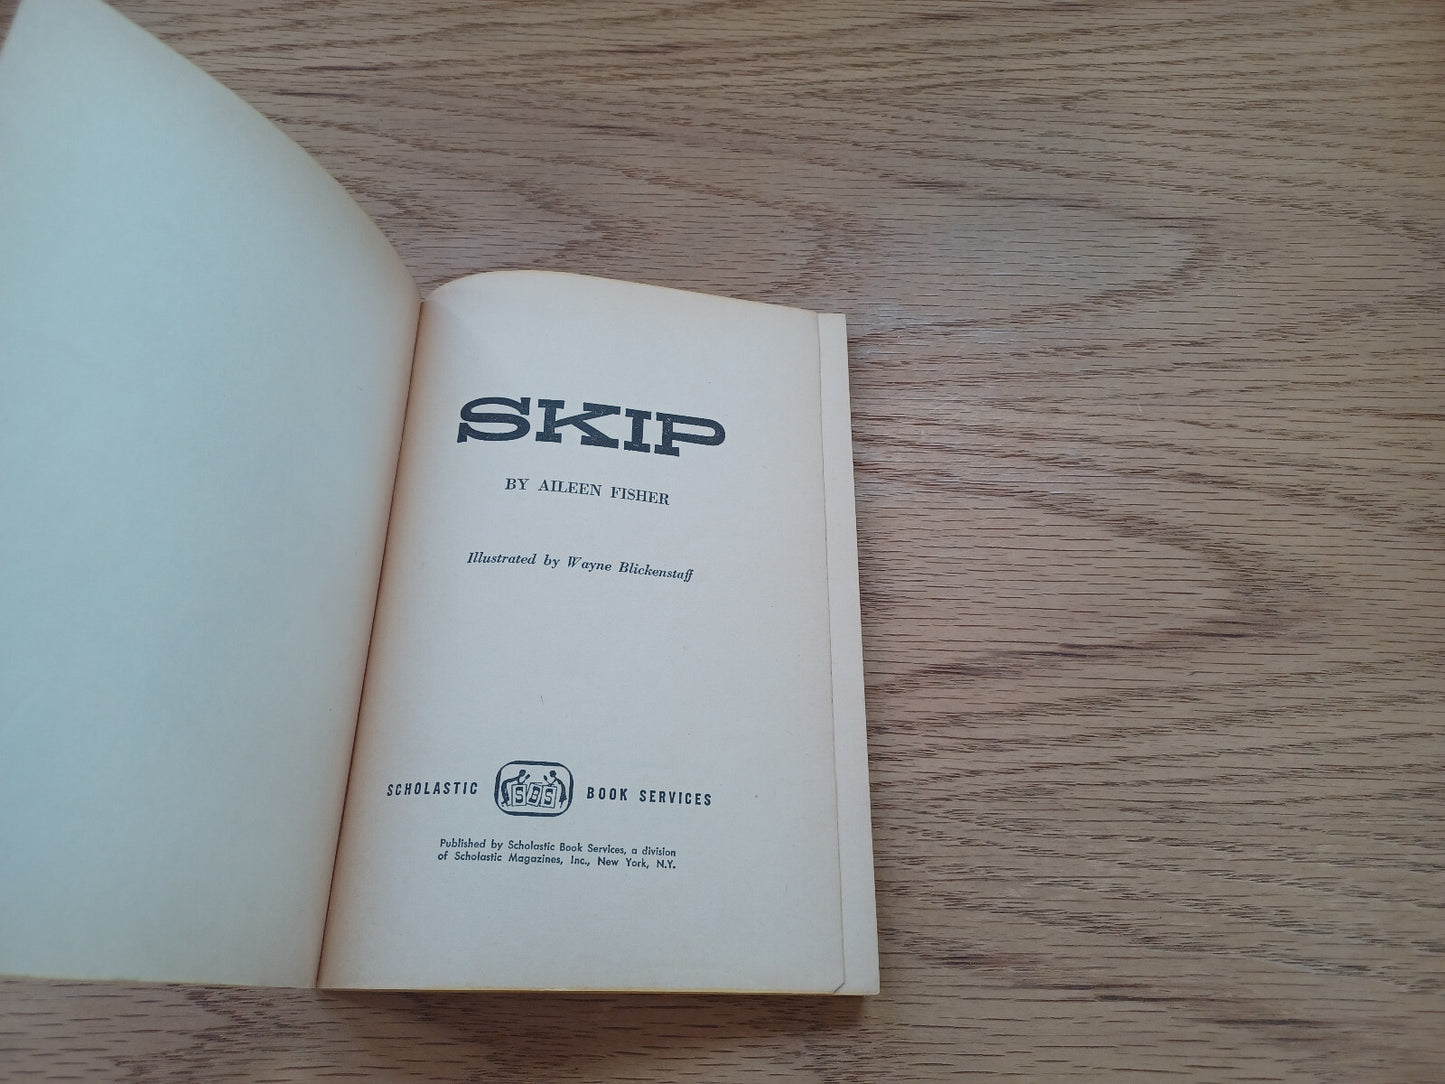 SKIP
BY AILEEN FISHER
Illustrated by Wayne Blickenstaff
SCHOLASTIC SBS BOOK SERVICES
Published by Scholastic Book Services, a division
of Scholastic Magazines, Inc., New York, N.Y.